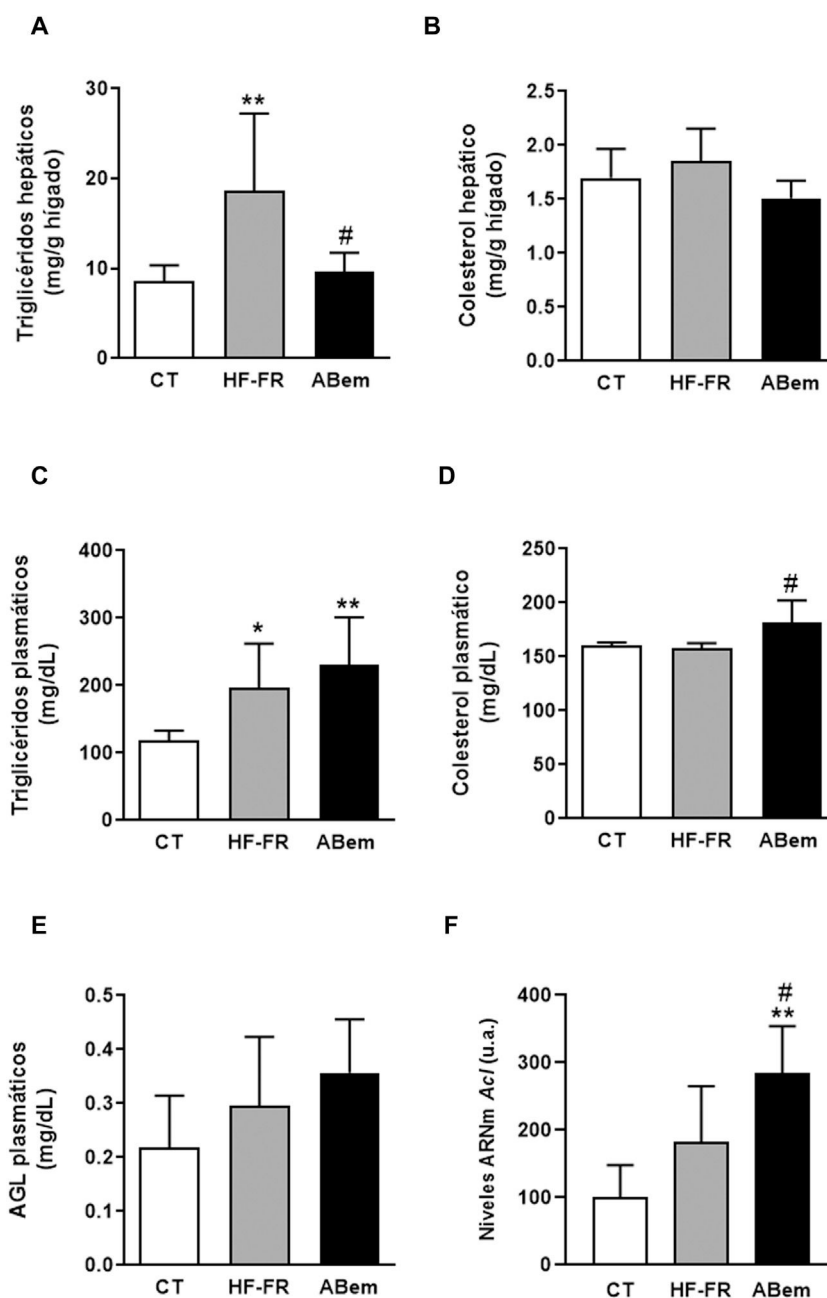 A
Triglicéridos hepáticos
(mg/g hígado)
30
20
10
0
**
#
CT HF-FR ABem
B
Colesterol hepático
(mg/g hígado)
2.5
2.0
1.5
1.0
0.5
0.0
CT HF-FR ABem
C
Triglicéridos plasmáticos
(mg/dL)
400
300
200
100
0
*
**
CT HF-FR ABem
D
Colesterol plasmático
(mg/dL)
250
200
150
100
50
0
#
CT HF-FR ABem
E
AGL plasmáticos
(mg/dL)
0.5
0.4
0.3
0.2
0.1
0.0
CT HF-FR ABem
F
Niveles ARNm Acl (u.a.)
400
300
200
100
0
#
**
CT HF-FR ABem